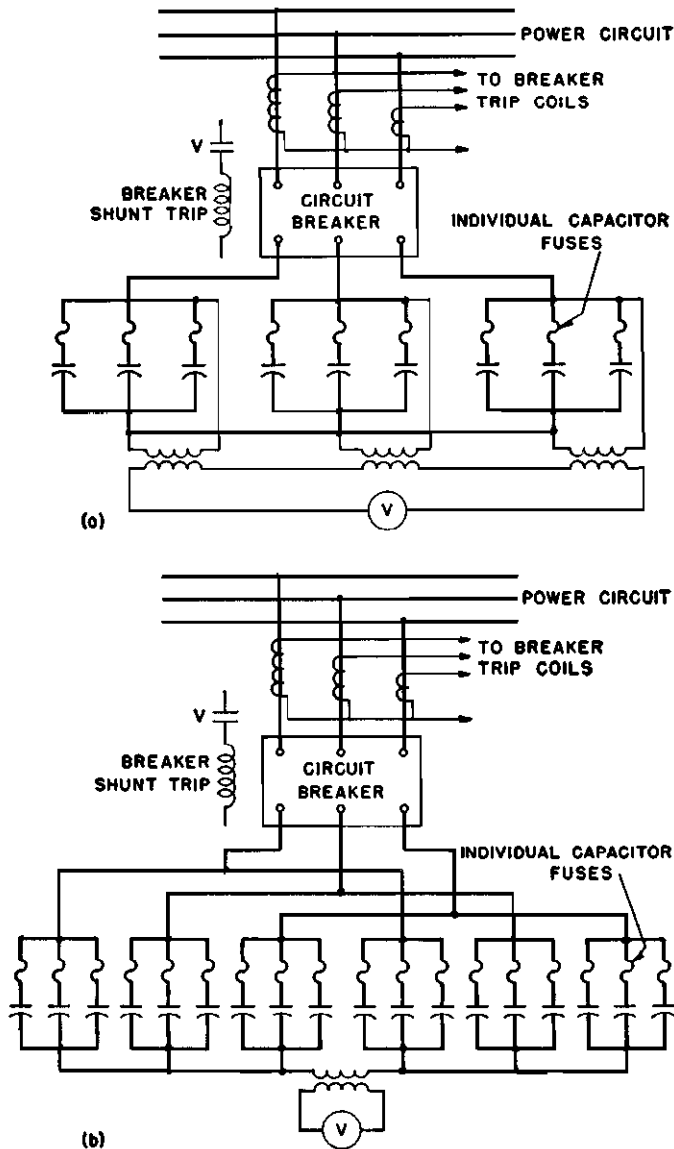 POWER CIRCUIT
TO BREAKER
TRIP COILS
V
BREAKER
SHUNT TRIP
CIRCUIT
BREAKER
INDIVIDUAL CAPACITOR
FUSES
V
(a)
POWER CIRCUIT
TO BREAKER
TRIP COILS
V
BREAKER
SHUNT TRIP
CIRCUIT
BREAKER
INDIVIDUAL CAPACITOR
FUSES
V
(b)